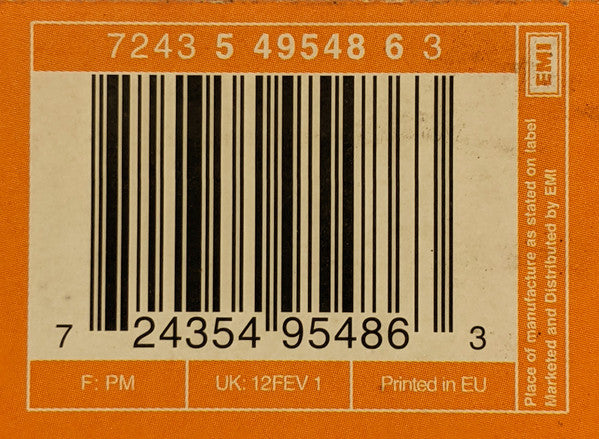 7243 5 49548 6 3
EMI
7 24354 95486 3
F: PM
UK: 12FEV 1
Printed in EU
Place of manufacture as stated on label
Marketed and Distributed by EMI